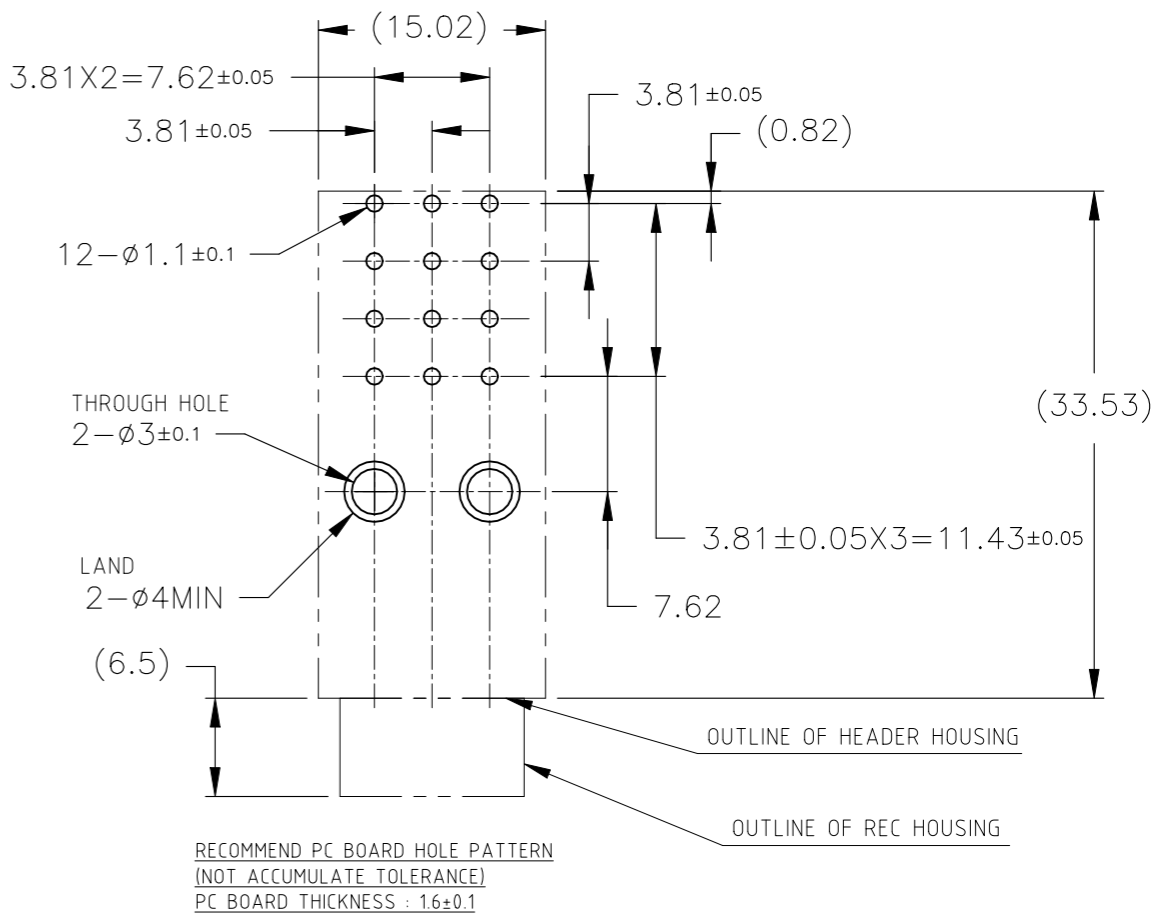 (15.02)
3.81X2=7.62±0.05
3.81±0.05
3.81±0.05
(0.82)
12-ø1.1±0.1
(33.53)
THROUGH HOLE
2-ø3±0.1
3.81±0.05X3=11.43±0.05
LAND
2-ø4MIN
7.62
(6.5)
OUTLINE OF HEADER HOUSING
OUTLINE OF REC HOUSING
RECOMMEND PC BOARD HOLE PATTERN
(NOT ACCUMULATE TOLERANCE)
PC BOARD THICKNESS : 1.6±0.1